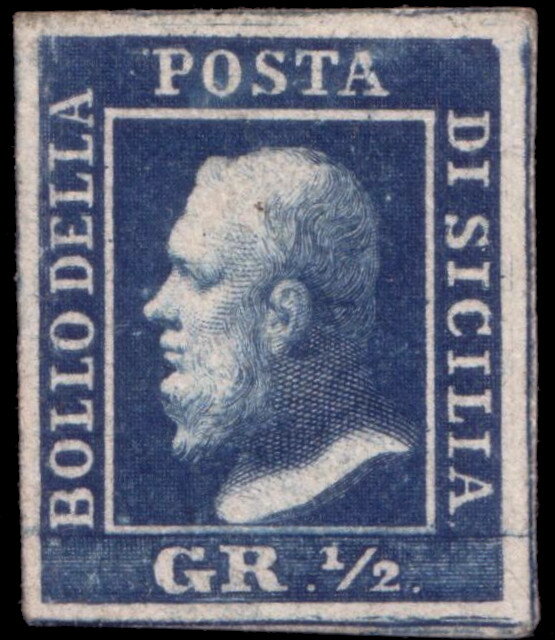 BOLLO DELLA
POSTA
DI SICILIA
GR. ½.